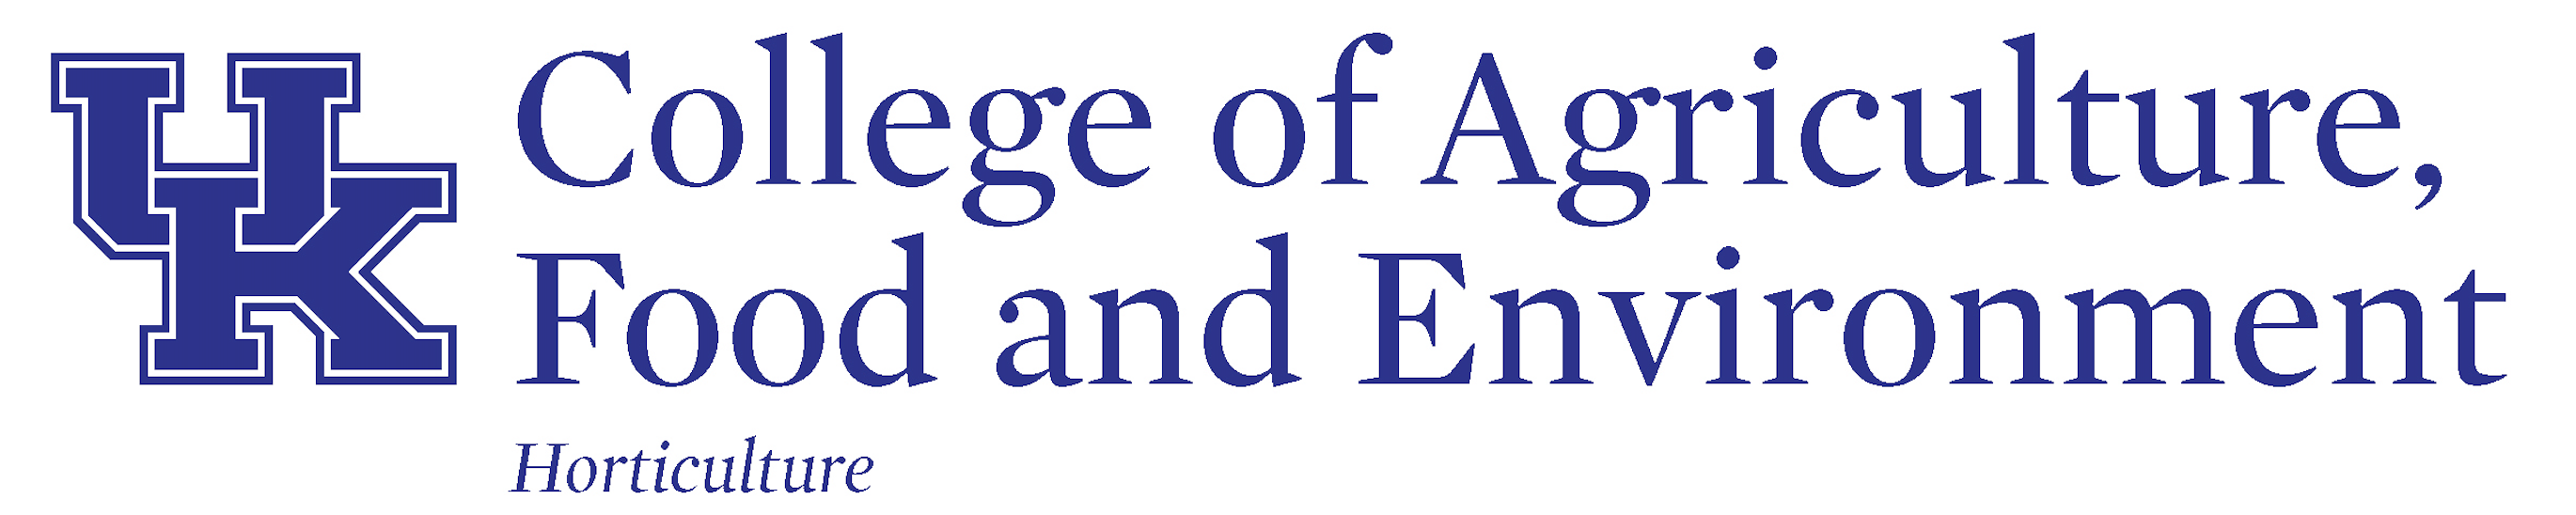 UK
College of Agriculture,
Food and Environment
Horticulture